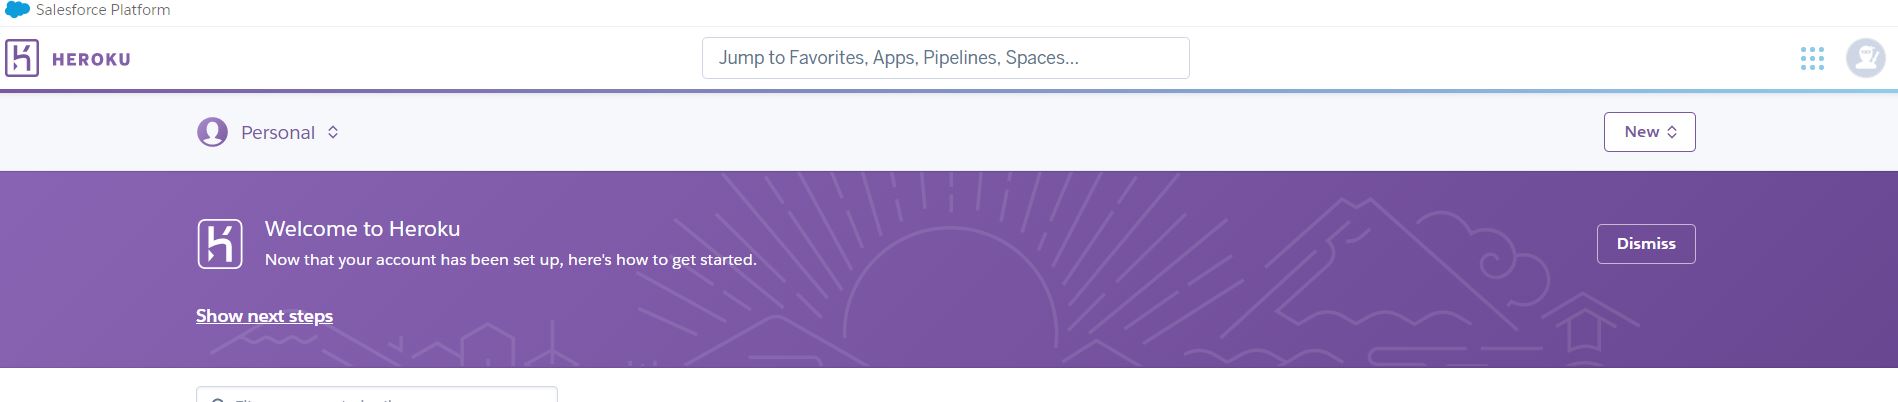 Salesforce Platform
HEROKU
Jump to Favorites, Apps, Pipelines, Spaces...
Personal
New
Welcome to Heroku
Now that your account has been set up, here's how to get started.
Dismiss
Show next steps